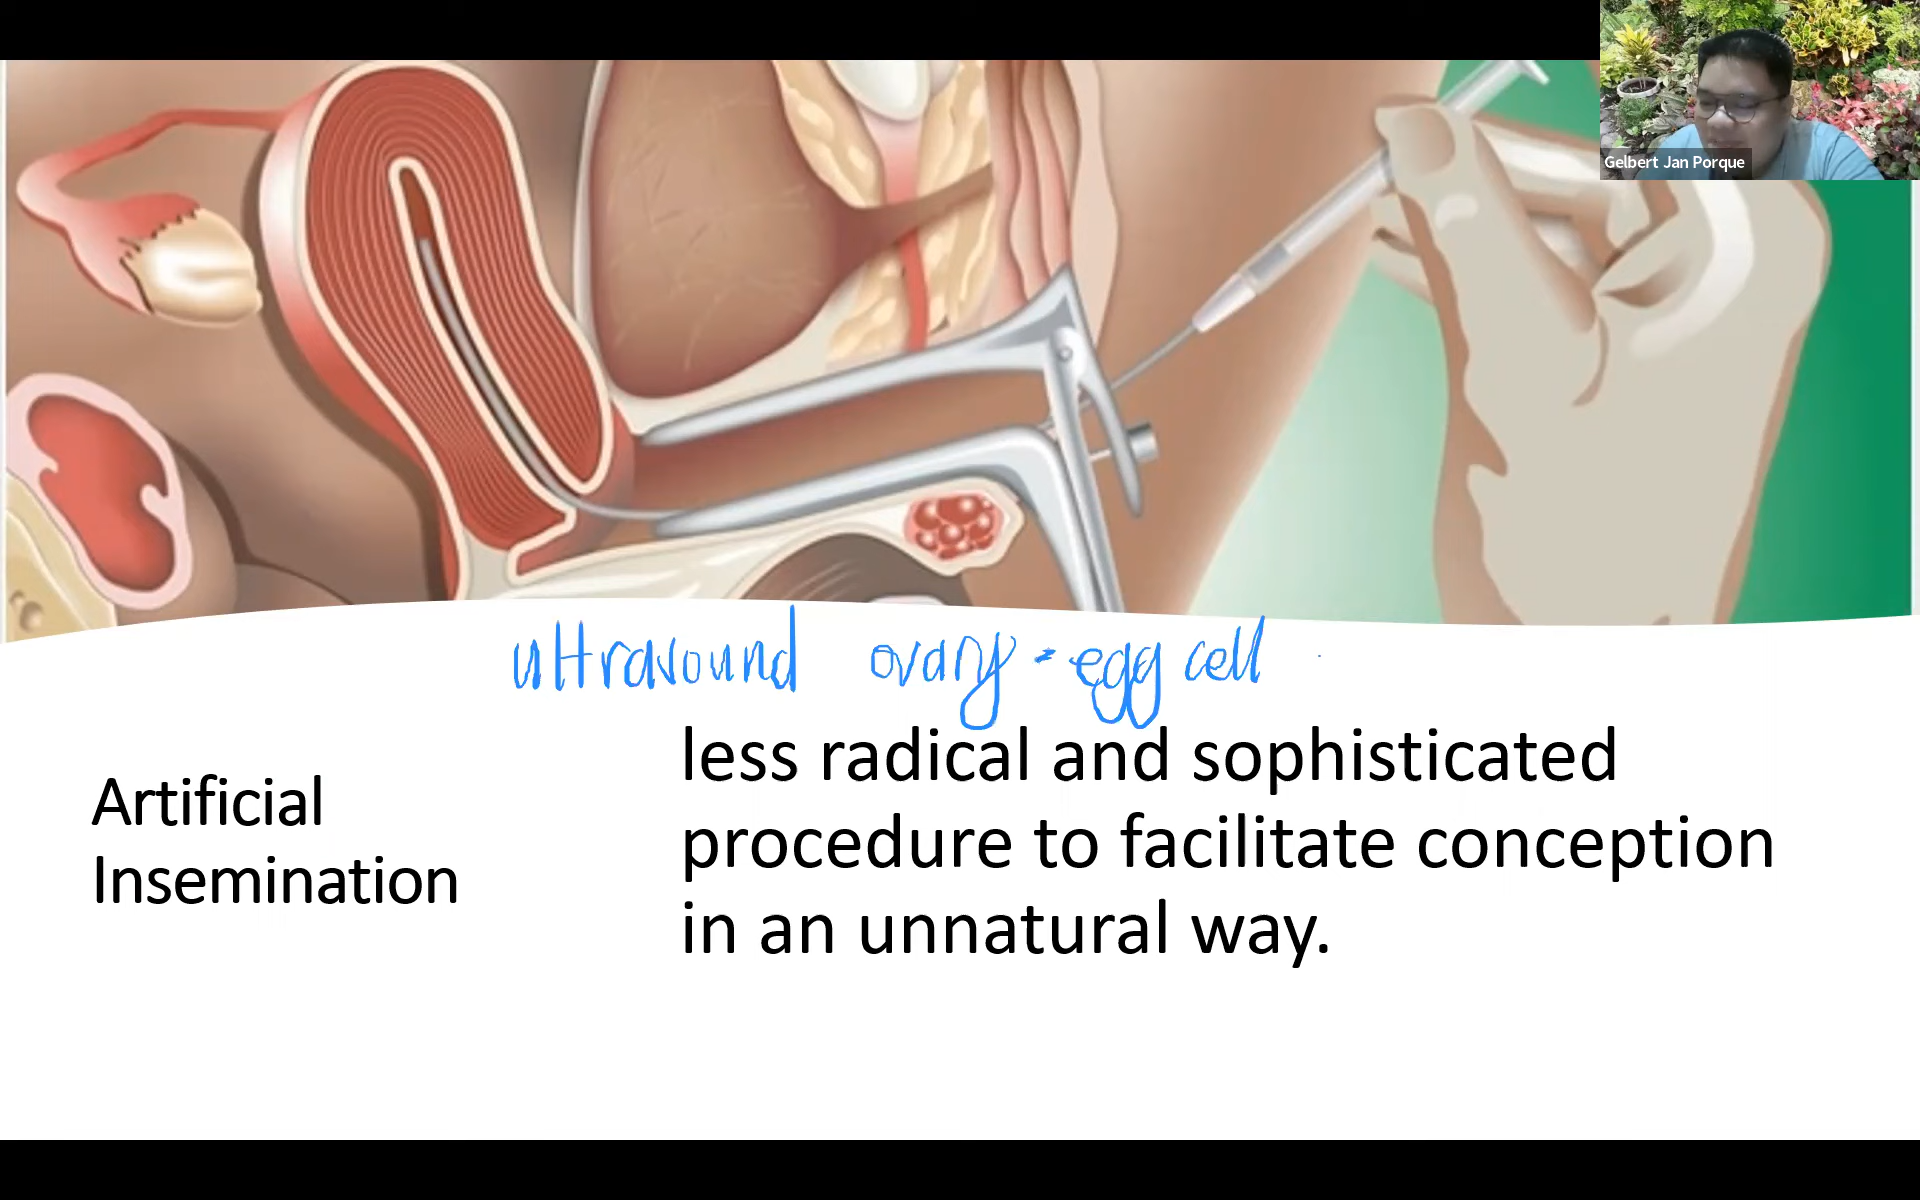 Gelbert Jan Porque
ultrasound ovary - egg cell
less radical and sophisticated
procedure to facilitate conception
in an unnatural way.
Artificial
Insemination